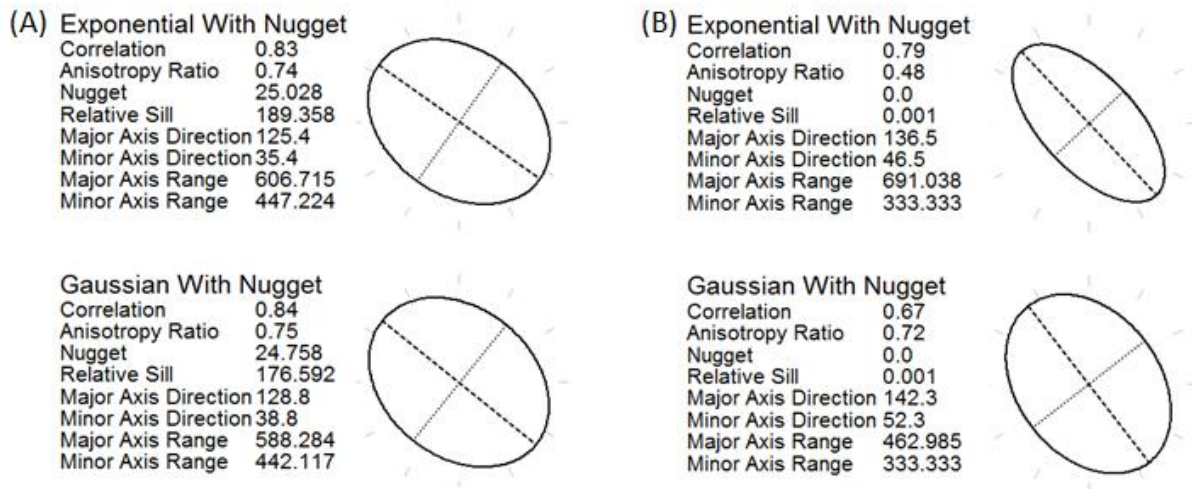 (A) Exponential With Nugget
Correlation 0.83
Anisotropy Ratio 0.74
Nugget 25.028
Relative Sill 189.358
Major Axis Direction 125.4
Minor Axis Direction 35.4
Major Axis Range 606.715
Minor Axis Range 447.224
Gaussian With Nugget
Correlation 0.84
Anisotropy Ratio 0.75
Nugget 24.758
Relative Sill 176.592
Major Axis Direction 128.8
Minor Axis Direction 38.8
Major Axis Range 588.284
Minor Axis Range 442.117
(B) Exponential With Nugget
Correlation 0.79
Anisotropy Ratio 0.48
Nugget 0.0
Relative Sill 0.001
Major Axis Direction 136.5
Minor Axis Direction 46.5
Major Axis Range 691.038
Minor Axis Range 333.333
Gaussian With Nugget
Correlation 0.67
Anisotropy Ratio 0.72
Nugget 0.0
Relative Sill 0.001
Major Axis Direction 142.3
Minor Axis Direction 52.3
Major Axis Range 462.985
Minor Axis Range 333.333